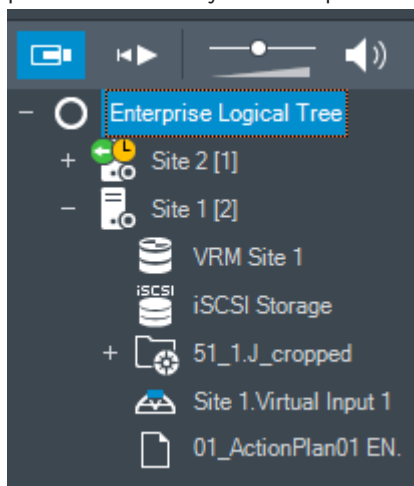 Enterprise Logical Tree
Site 2 [1]
Site 1 [2]
VRM Site 1
iSCSI
iSCSI Storage
51_1.J_cropped
Site 1.Virtual Input 1
01_ActionPlan01 EN.